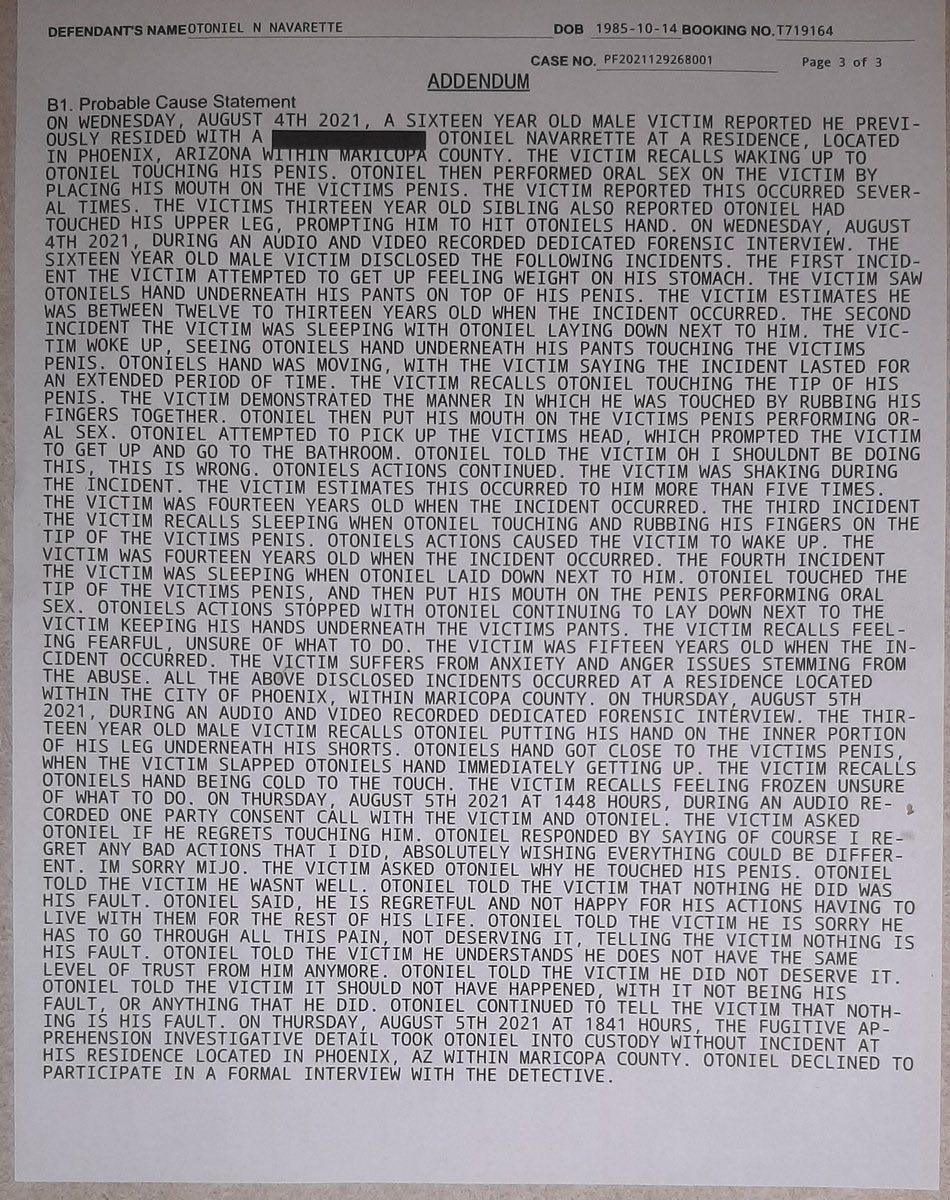 DEFENDANT'S NAME OTONIEL N NAVARETTE DOB 1985-10-14 BOOKING NO. T719164
CASE NO. PF2021129268001 Page 3 of 3
ADDENDUM
B1. Probable Cause Statement
ON WEDNESDAY, AUGUST 4TH 2021, A SIXTEEN YEAR OLD MALE VICTIM REPORTED HE PREVI-
OUSLY RESIDED WITH A OTONIEL NAVARRETTE AT A RESIDENCE, LOCATED
IN PHOENIX, ARIZONA WITHIN MARICOPA COUNTY. THE VICTIM RECALLS WAKING UP TO
OTONIEL TOUCHING HIS PENIS. OTONIEL THEN PERFORMED ORAL SEX ON THE VICTIM BY
PLACING HIS MOUTH ON THE VICTIMS PENIS. THE VICTIM REPORTED THIS OCCURRED SEVER-
AL TIMES. THE VICTIMS THIRTEEN YEAR OLD SIBLING ALSO REPORTED OTONIEL HAD
TOUCHED HIS UPPER LEG, PROMPTING HIM TO HIT OTONIELS HAND. ON WEDNESDAY, AUGUST
4TH 2021, DURING AN AUDIO AND VIDEO RECORDED DEDICATED FORENSIC INTERVIEW. THE
SIXTEEN YEAR OLD MALE VICTIM DISCLOSED THE FOLLOWING INCIDENTS. THE FIRST INCID-
ENT THE VICTIM ATTEMPTED TO GET UP FEELING WEIGHT ON HIS STOMACH. THE VICTIM SAW
OTONIELS HAND UNDERNEATH HIS PANTS ON TOP OF HIS PENIS. THE VICTIM ESTIMATES HE
WAS BETWEEN TWELVE TO THIRTEEN YEARS OLD WHEN THE INCIDENT OCCURRED. THE SECOND
INCIDENT THE VICTIM WAS SLEEPING WITH OTONIEL LAYING DOWN NEXT TO HIM. THE VIC-
TIM WOKE UP, SEEING OTONIELS HAND UNDERNEATH HIS PANTS TOUCHING THE VICTIMS
PENIS. OTONIELS HAND WAS MOVING, WITH THE VICTIM SAYING THE INCIDENT LASTED FOR
AN EXTENDED PERIOD OF TIME. THE VICTIM RECALLS OTONIEL TOUCHING THE TIP OF HIS
PENIS. THE VICTIM DEMONSTRATED THE MANNER IN WHICH HE WAS TOUCHED BY RUBBING HIS
FINGERS TOGETHER. OTONIEL THEN PUT HIS MOUTH ON THE VICTIMS PENIS PERFORMING OR-
AL SEX. OTONIEL ATTEMPTED TO PICK UP THE VICTIMS HEAD, WHICH PROMPTED THE VICTIM
TO GET UP AND GO TO THE BATHROOM. OTONIEL TOLD THE VICTIM OH I SHOULDNT BE DOING
THIS, THIS IS WRONG. OTONIELS ACTIONS CONTINUED. THE VICTIM WAS SHAKING DURING
THE INCIDENT. THE VICTIM ESTIMATES THIS OCCURRED TO HIM MORE THAN FIVE TIMES.
THE VICTIM WAS FOURTEEN YEARS OLD WHEN THE INCIDENT OCCURRED. THE THIRD INCIDENT
THE VICTIM RECALLS SLEEPING WHEN OTONIEL TOUCHING AND RUBBING HIS FINGERS ON THE
TIP OF THE VICTIMS PENIS. OTONIELS ACTIONS CAUSED THE VICTIM TO WAKE UP. THE
VICTIM WAS FOURTEEN YEARS OLD WHEN THE INCIDENT OCCURRED. THE FOURTH INCIDENT
THE VICTIM WAS SLEEPING WHEN OTONIEL LAID DOWN NEXT TO HIM. OTONIEL TOUCHED THE
TIP OF THE VICTIMS PENIS, AND THEN PUT HIS MOUTH ON THE PENIS PERFORMING ORAL
SEX. OTONIELS ACTIONS STOPPED WITH OTONIEL CONTINUING TO LAY DOWN NEXT TO THE
VICTIM KEEPING HIS HANDS UNDERNEATH THE VICTIMS PANTS. THE VICTIM RECALLS FEEL-
ING FEARFUL, UNSURE OF WHAT TO DO. THE VICTIM WAS FIFTEEN YEARS OLD WHEN THE IN-
CIDENT OCCURRED. THE VICTIM SUFFERS FROM ANXIETY AND ANGER ISSUES STEMMING FROM
THE ABUSE. ALL THE ABOVE DISCLOSED INCIDENTS OCCURRED AT A RESIDENCE LOCATED
WITHIN THE CITY OF PHOENIX, WITHIN MARICOPA COUNTY. ON THURSDAY, AUGUST 5TH
2021, DURING AN AUDIO AND VIDEO RECORDED DEDICATED FORENSIC INTERVIEW. THE THIR-
TEEN YEAR OLD MALE VICTIM RECALLS OTONIEL PUTTING HIS HAND ON THE INNER PORTION
OF HIS LEG UNDERNEATH HIS SHORTS. OTONIELS HAND GOT CLOSE TO THE VICTIMS PENIS,
WHEN THE VICTIM SLAPPED OTONIELS HAND IMMEDIATELY GETTING UP. THE VICTIM RECALLS
OTONIELS HAND BEING COLD TO THE TOUCH. THE VICTIM RECALLS FEELING FROZEN UNSURE
OF WHAT TO DO. ON THURSDAY, AUGUST 5TH 2021 AT 1448 HOURS, DURING AN AUDIO RE-
CORDED ONE PARTY CONSENT CALL WITH THE VICTIM AND OTONIEL. THE VICTIM ASKED
OTONIEL IF HE REGRETS TOUCHING HIM. OTONIEL RESPONDED BY SAYING OF COURSE I RE-
GRET ANY BAD ACTIONS THAT I DID, ABSOLUTELY WISHING EVERYTHING COULD BE DIFFER-
ENT. IM SORRY MIJO. THE VICTIM ASKED OTONIEL WHY HE TOUCHED HIS PENIS. OTONIEL
TOLD THE VICTIM HE WASNT WELL. OTONIEL TOLD THE VICTIM THAT NOTHING HE DID WAS
HIS FAULT. OTONIEL SAID, HE IS REGRETFUL AND NOT HAPPY FOR HIS ACTIONS HAVING TO
LIVE WITH THEM FOR THE REST OF HIS LIFE. OTONIEL TOLD THE VICTIM HE IS SORRY HE
HAS TO GO THROUGH ALL THIS PAIN, NOT DESERVING IT, TELLING THE VICTIM NOTHING IS
HIS FAULT. OTONIEL TOLD THE VICTIM HE UNDERSTANDS HE DOES NOT HAVE THE SAME
LEVEL OF TRUST FROM HIM ANYMORE. OTONIEL TOLD THE VICTIM HE DID NOT DESERVE IT.
OTONIEL TOLD THE VICTIM IT SHOULD NOT HAVE HAPPENED, WITH IT NOT BEING HIS
FAULT, OR ANYTHING THAT HE DID. OTONIEL CONTINUED TO TELL THE VICTIM THAT NOTH-
ING IS HIS FAULT. ON THURSDAY, AUGUST 5TH 2021 AT 1841 HOURS, THE FUGITIVE AP-
PREHENSION INVESTIGATIVE DETAIL TOOK OTONIEL INTO CUSTODY WITHOUT INCIDENT AT
HIS RESIDENCE LOCATED IN PHOENIX, AZ WITHIN MARICOPA COUNTY. OTONIEL DECLINED TO
PARTICIPATE IN A FORMAL INTERVIEW WITH THE DETECTIVE.